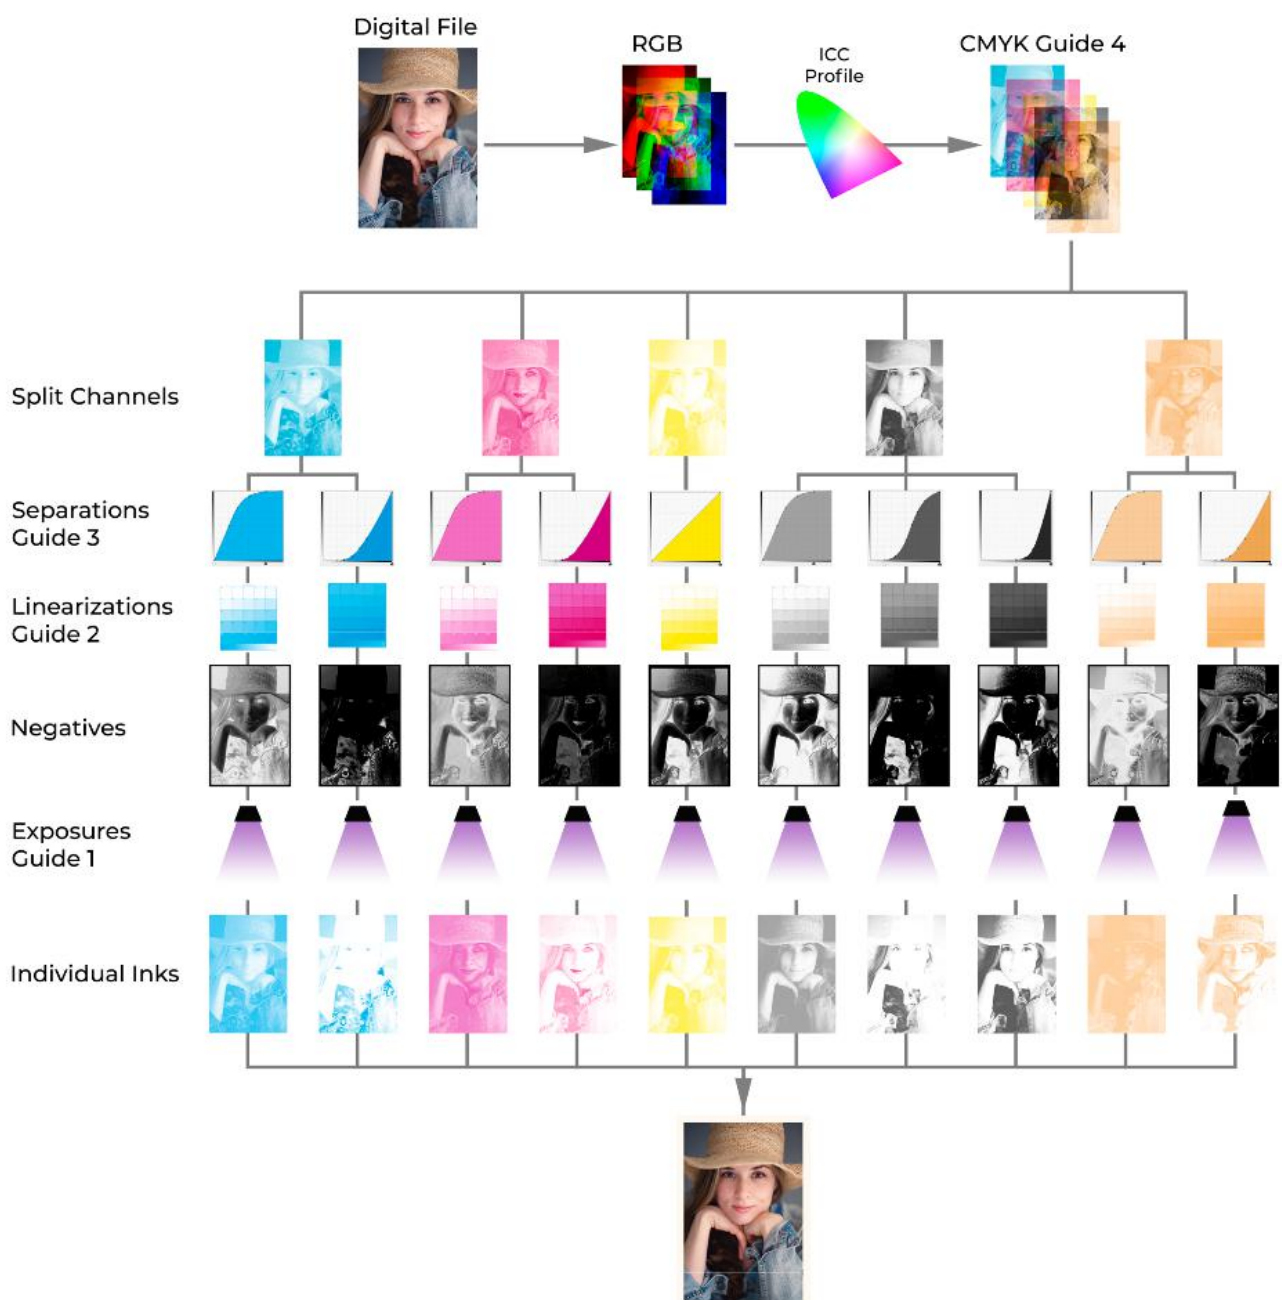 Digital File
RGB
ICC
Profile
CMYK Guide 4
Split Channels
Separations
Guide 3
Linearizations
Guide 2
Negatives
Exposures
Guide 1
Individual Inks